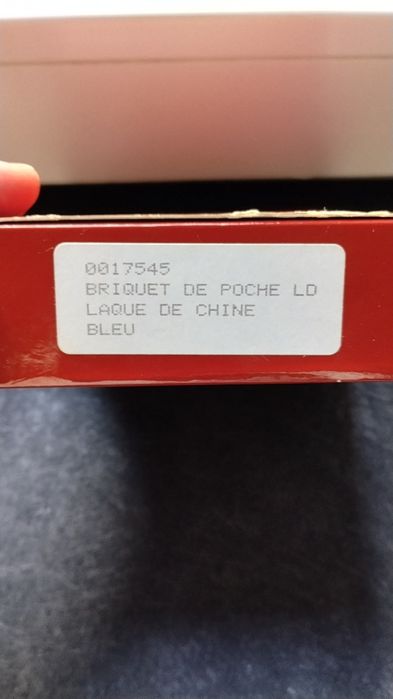 0017545
BRIQUET DE POCHE LD
LAQUE DE CHINE
BLEU